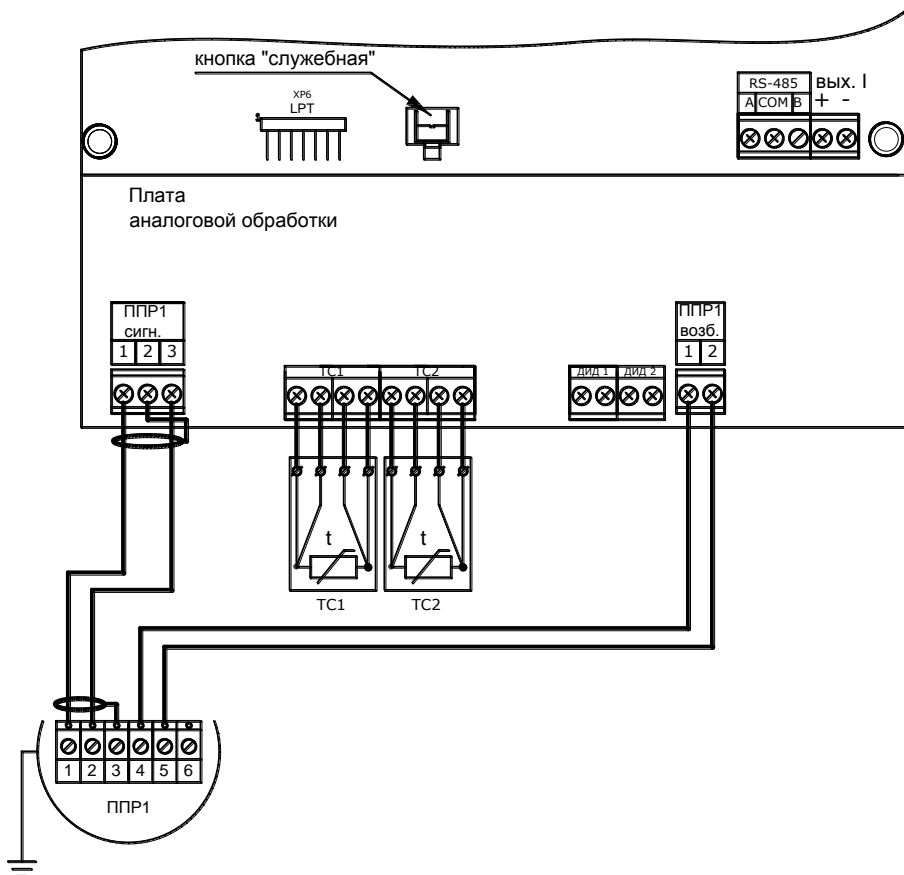 кнопка "служебная"
XP6
LPT
RS-485
A COM B
вых. I
+ -
Плата
аналоговой обработки
ППР1
сигн.
1 2 3
ТС1 ТС2
ДИД 1 ДИД 2
ППР1
возб.
1 2
t
t
ТС1
ТС2
1 2 3 4 5 6
ППР1